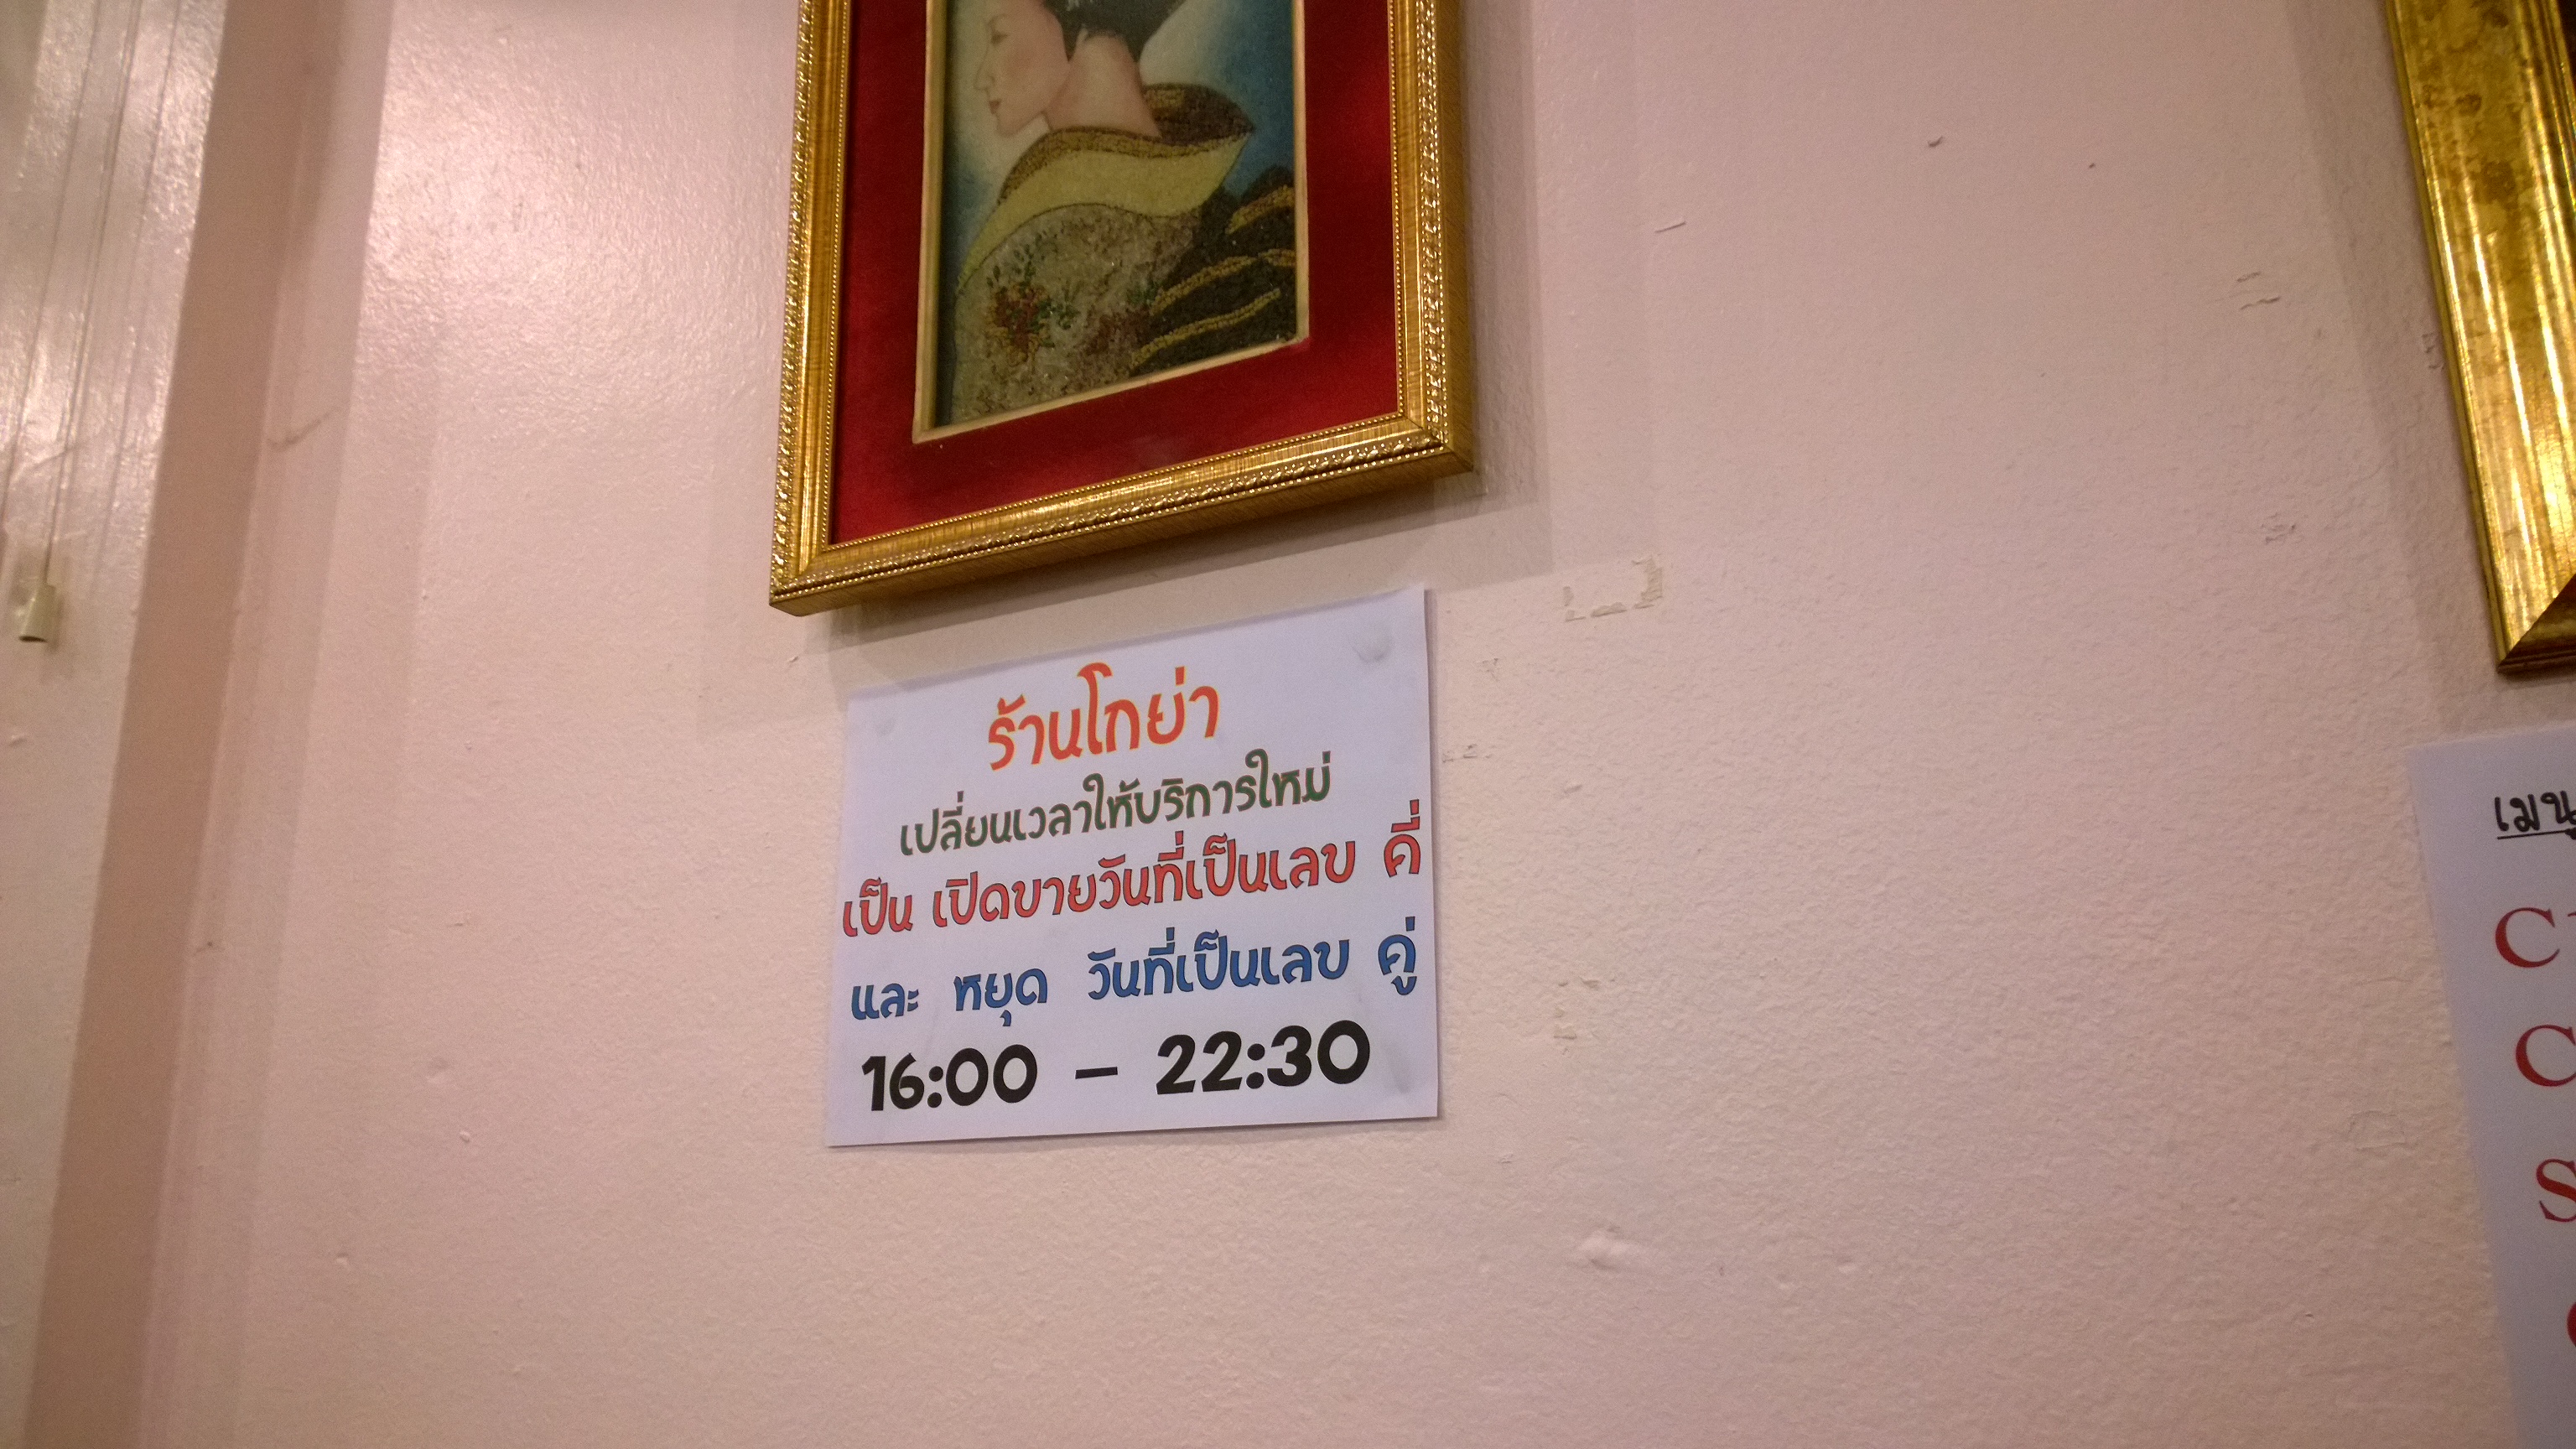 ร้านโกย่า
เปลี่ยนเวลาให้บริการใหม่
เป็น เปิดขายวันที่เป็นเลข คี่
และ หยุด วันที่เป็นเลข คู่
16:00 – 22:30
เมนู
C
C
S